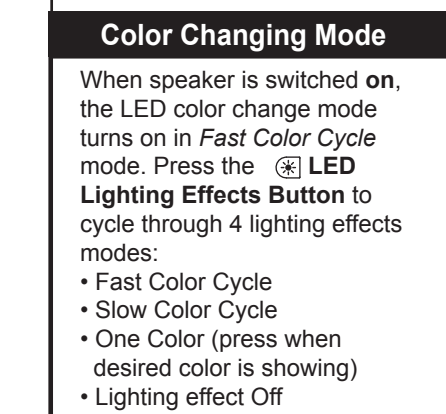 Color Changing Mode
When speaker is switched on,
the LED color change mode
turns on in Fast Color Cycle
mode. Press the LED
Lighting Effects Button to
cycle through 4 lighting effects
modes:
• Fast Color Cycle
• Slow Color Cycle
• One Color (press when
desired color is showing)
• Lighting effect Off